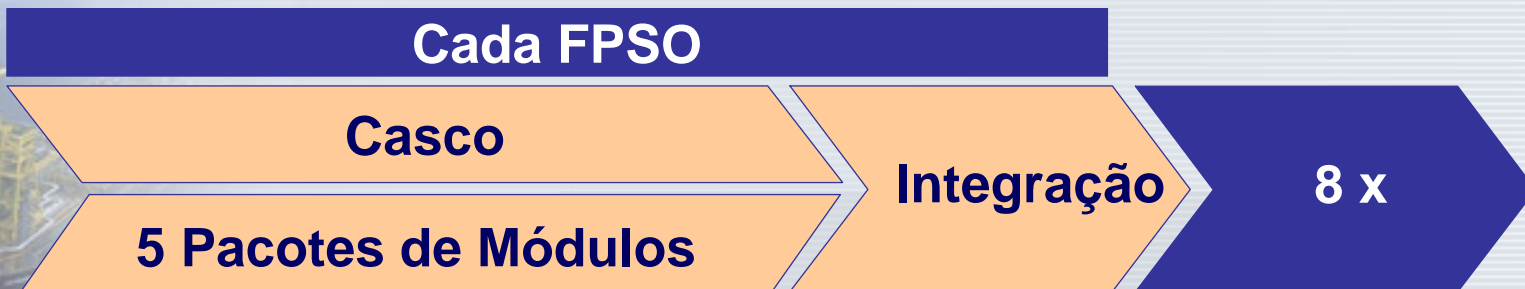 Cada FPSO
Casco
5 Pacotes de Módulos
Integração
8 x